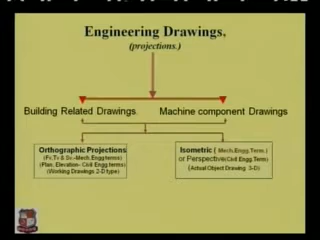 Engineering Drawings,
(projections.)
Building Related Drawings.
Machine component Drawings
Orthographic Projections
(Fv,Tv & Sv.-Mech.Engg terms)
(Plan, Elevation- Civil Engg.terms)
(Working Drawings 2-D type)
Isometric ( Mech.Engg.Term.)
or Perspective(Civil Engg.Term)
(Actual Object Drawing 3-D)